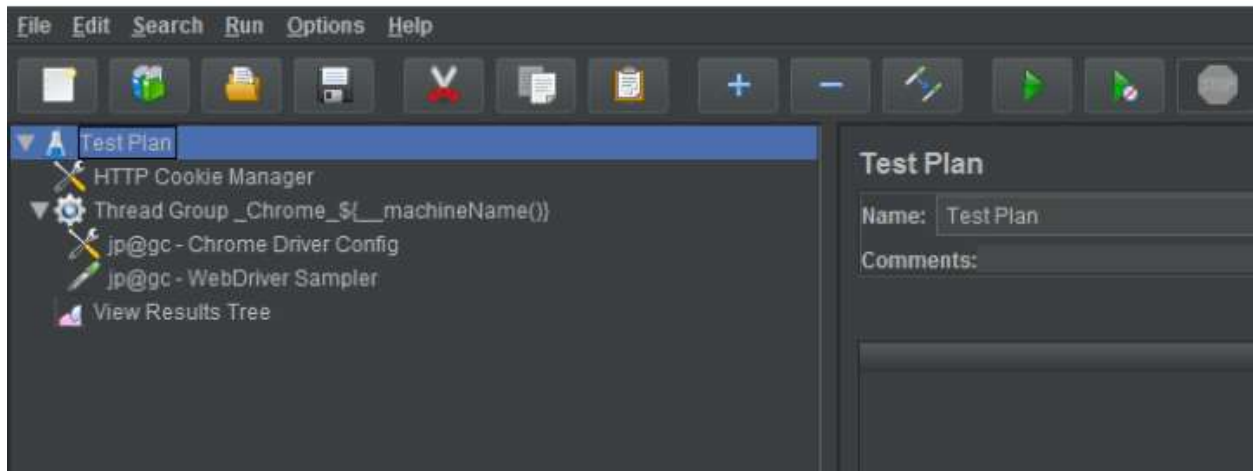 File Edit Search Run Options Help
Test Plan
HTTP Cookie Manager
Thread Group _Chrome_${__machineName()}
jp@gc - Chrome Driver Config
jp@gc - WebDriver Sampler
View Results Tree
Test Plan
Name: Test Plan
Comments: